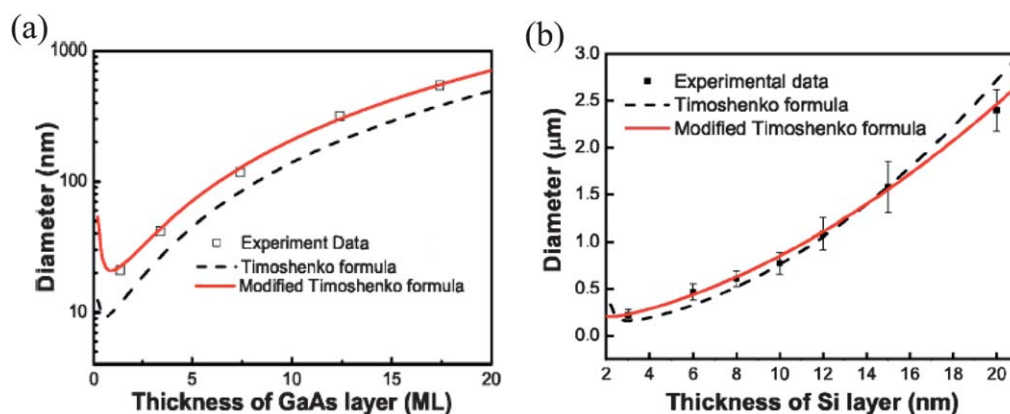 (a)
1000
100
10
Diameter (nm)
Experiment Data
Timoshenko formula
Modified Timoshenko formula
0 5 10 15 20
Thickness of GaAs layer (ML)
(b)
3.0
2.5
2.0
1.5
1.0
0.5
0.0
Diameter (μm)
Experimental data
Timoshenko formula
Modified Timoshenko formula
2 4 6 8 10 12 14 16 18 20
Thickness of Si layer (nm)